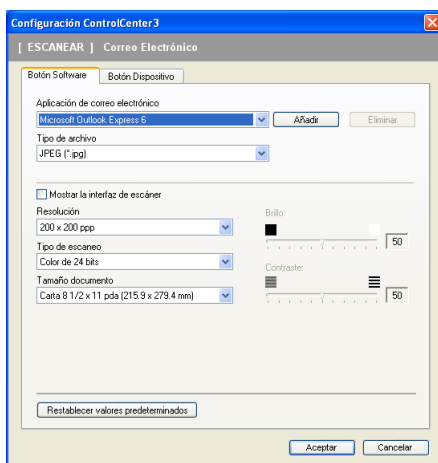 Configuración ControlCenter3
[ ESCANEAR ] Correo Electrónico
Botón Software Botón Dispositivo
Aplicación de correo electrónico
Microsoft Outlook Express 6 Añadir Eliminar
Tipo de archivo
JPEG (*.jpg)
Mostrar la interfaz de escáner
Resolución Brillo:
200 x 200 ppp 50
Tipo de escaneo
Color de 24 bits
Contraste:
Tamaño documento
Carta 8 1/2 x 11 pda (215.9 x 279.4 mm) 50
Restablecer valores predeterminados
Aceptar Cancelar